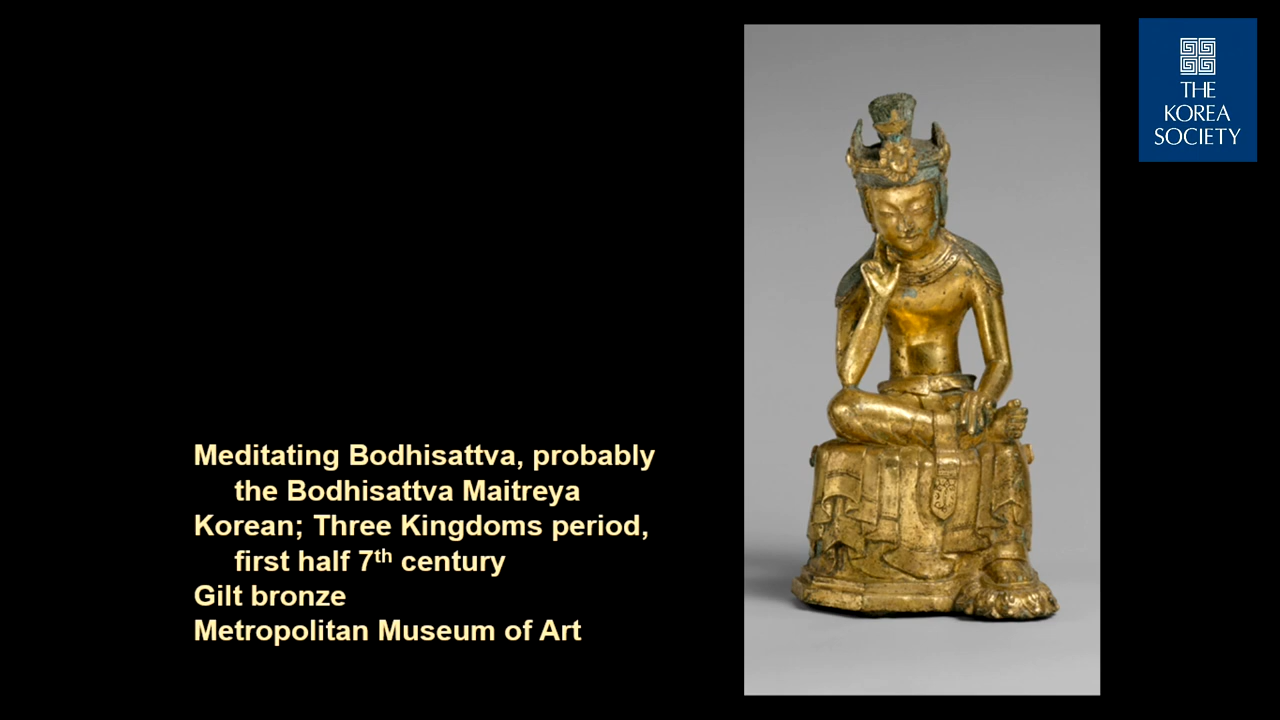 THE
KOREA
SOCIETY
Meditating Bodhisattva, probably
the Bodhisattva Maitreya
Korean; Three Kingdoms period,
first half 7th century
Gilt bronze
Metropolitan Museum of Art